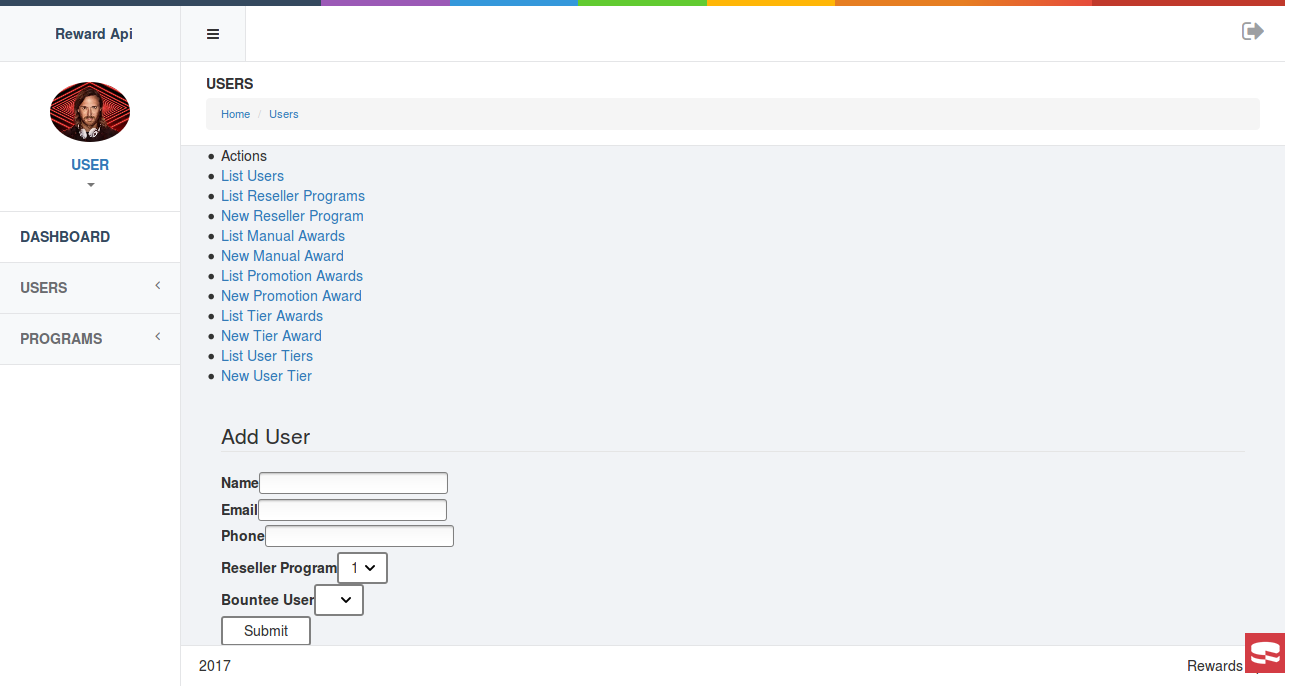 Reward Api
USERS
Home / Users
USER
DASHBOARD
USERS
PROGRAMS
Actions
List Users
List Reseller Programs
New Reseller Program
List Manual Awards
New Manual Award
List Promotion Awards
New Promotion Award
List Tier Awards
New Tier Award
List User Tiers
New User Tier
Add User
Name
Email
Phone
Reseller Program 1
Bountee User
Submit
2017
Rewards